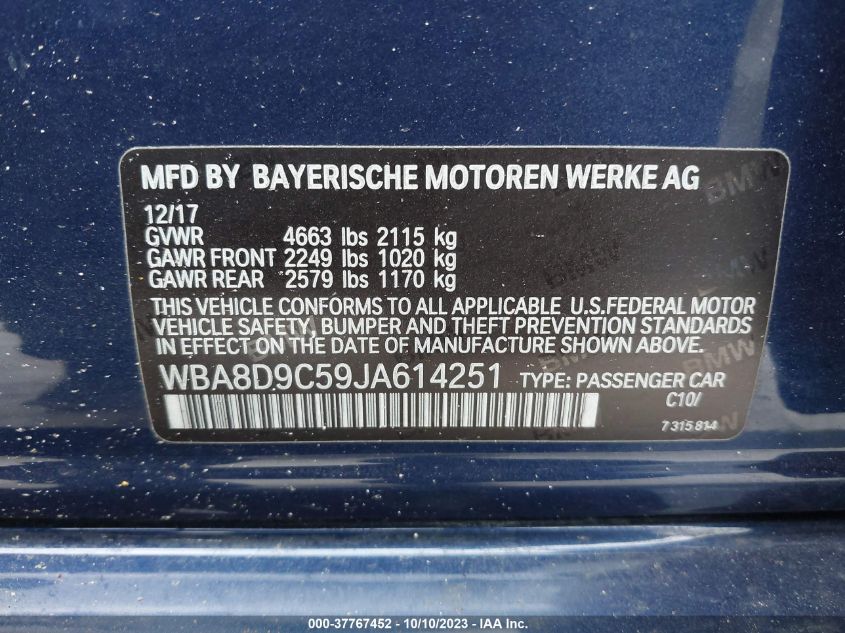 MFD BY BAYERISCHE MOTOREN WERKE AG
12/17
GVWR 4663 lbs 2115 kg
GAWR FRONT 2249 lbs 1020 kg
GAWR REAR 2579 lbs 1170 kg
THIS VEHICLE CONFORMS TO ALL APPLICABLE U.S.FEDERAL MOTOR
VEHICLE SAFETY, BUMPER AND THEFT PREVENTION STANDARDS
IN EFFECT ON THE DATE OF MANUFACTURE SHOWN ABOVE.
WBA8D9C59JA614251 TYPE: PASSENGER CAR
C10/
7 315 814
BMW
BMW
BMW
000-37767452 - 10/10/2023 - IAA Inc.